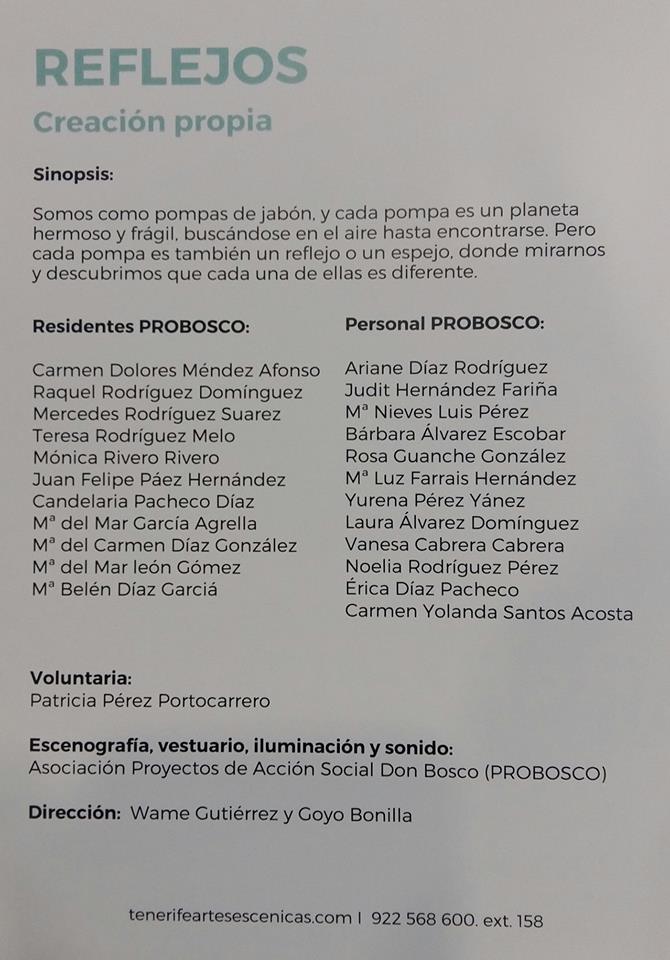 REFLEJOS
Creación propia
Sinopsis:
Somos como pompas de jabón, y cada pompa es un planeta
hermoso y frágil, buscándose en el aire hasta encontrarse. Pero
cada pompa es también un reflejo o un espejo, donde mirarnos
y descubrimos que cada una de ellas es diferente.
Residentes PROBOSCO:
Carmen Dolores Méndez Afonso
Raquel Rodríguez Domínguez
Mercedes Rodríguez Suarez
Teresa Rodríguez Melo
Mónica Rivero Rivero
Juan Felipe Páez Hernández
Candelaria Pacheco Díaz
Mª del Mar García Agrella
Mª del Carmen Díaz González
Mª del Mar león Gómez
Mª Belén Díaz Garciá
Personal PROBOSCO:
Ariane Díaz Rodríguez
Judit Hernández Fariña
Mª Nieves Luis Pérez
Bárbara Álvarez Escobar
Rosa Guanche González
Mª Luz Farrais Hernández
Yurena Pérez Yánez
Laura Álvarez Domínguez
Vanesa Cabrera Cabrera
Noelia Rodríguez Pérez
Érica Díaz Pacheco
Carmen Yolanda Santos Acosta
Voluntaria:
Patricia Pérez Portocarrero
Escenografía, vestuario, iluminación y sonido:
Asociación Proyectos de Acción Social Don Bosco (PROBOSCO)
Dirección: Wame Gutiérrez y Goyo Bonilla
tenerifeartesescenicas.com | 922 568 600. ext. 158